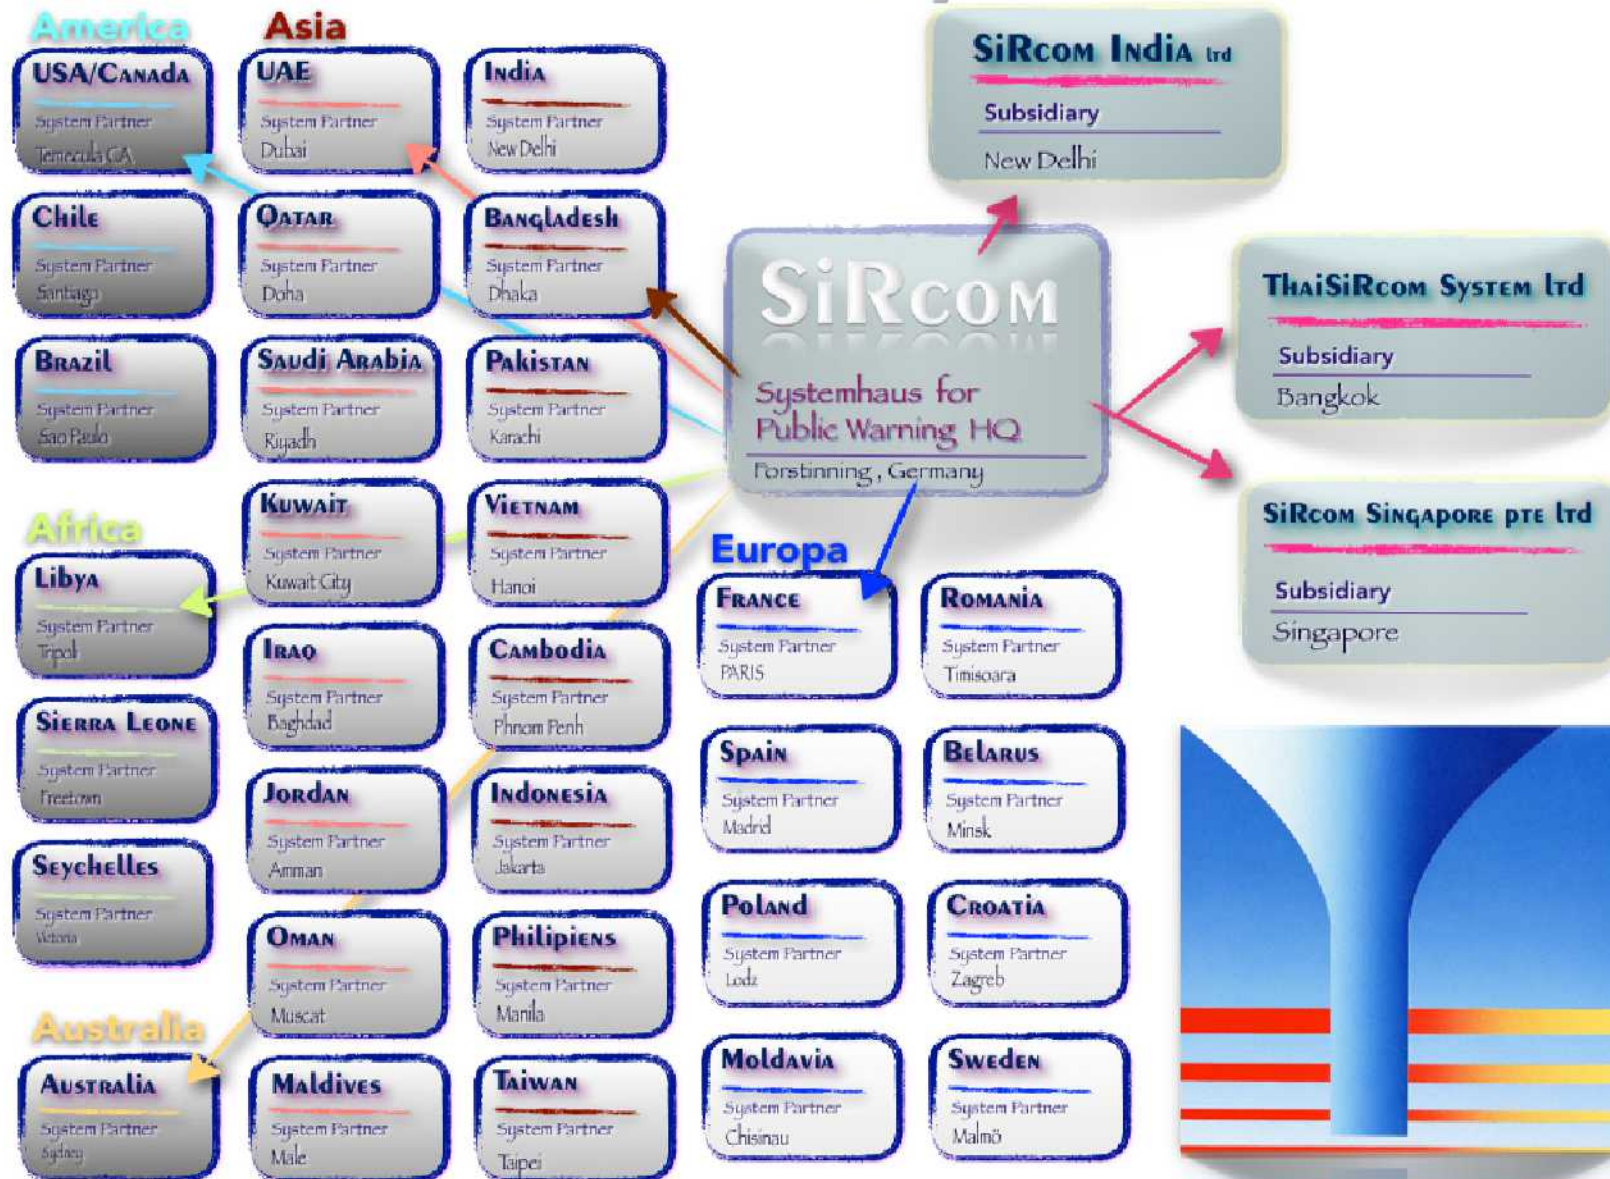 America
USA/Canada
System Partner
Temecula CA
Chile
System Partner
Santiago
Brazil
System Partner
Sao Paulo
Africa
Libya
System Partner
Tripoli
Sierra Leone
System Partner
Freetown
Seychelles
System Partner
Victoria
Australia
Australia
System Partner
Sydney
Asia
UAE
System Partner
Dubai
Qatar
System Partner
Doha
Saudi Arabia
System Partner
Riyadh
Kuwait
System Partner
Kuwait City
Iraq
System Partner
Baghdad
Jordan
System Partner
Amman
Oman
System Partner
Muscat
Maldives
System Partner
Male
India
System Partner
New Delhi
Bangladesh
System Partner
Dhaka
Pakistan
System Partner
Karachi
Vietnam
System Partner
Hanoi
Cambodia
System Partner
Phnom Penh
Indonesia
System Partner
Jakarta
Philipiens
System Partner
Manila
Taiwan
System Partner
Taipei
SiRcom
Systemhaus for
Public Warning HQ
Forstinning, Germany
Europa
France
System Partner
PARIS
Spain
System Partner
Madrid
Poland
System Partner
Lodz
Moldavia
System Partner
Chisinau
Romania
System Partner
Timisoara
Belarus
System Partner
Minsk
Croatia
System Partner
Zagreb
Sweden
System Partner
Malmö
SiRcom India ltd
Subsidiary
New Delhi
ThaiSiRcom System ltd
Subsidiary
Bangkok
SiRcom Singapore pte ltd
Subsidiary
Singapore